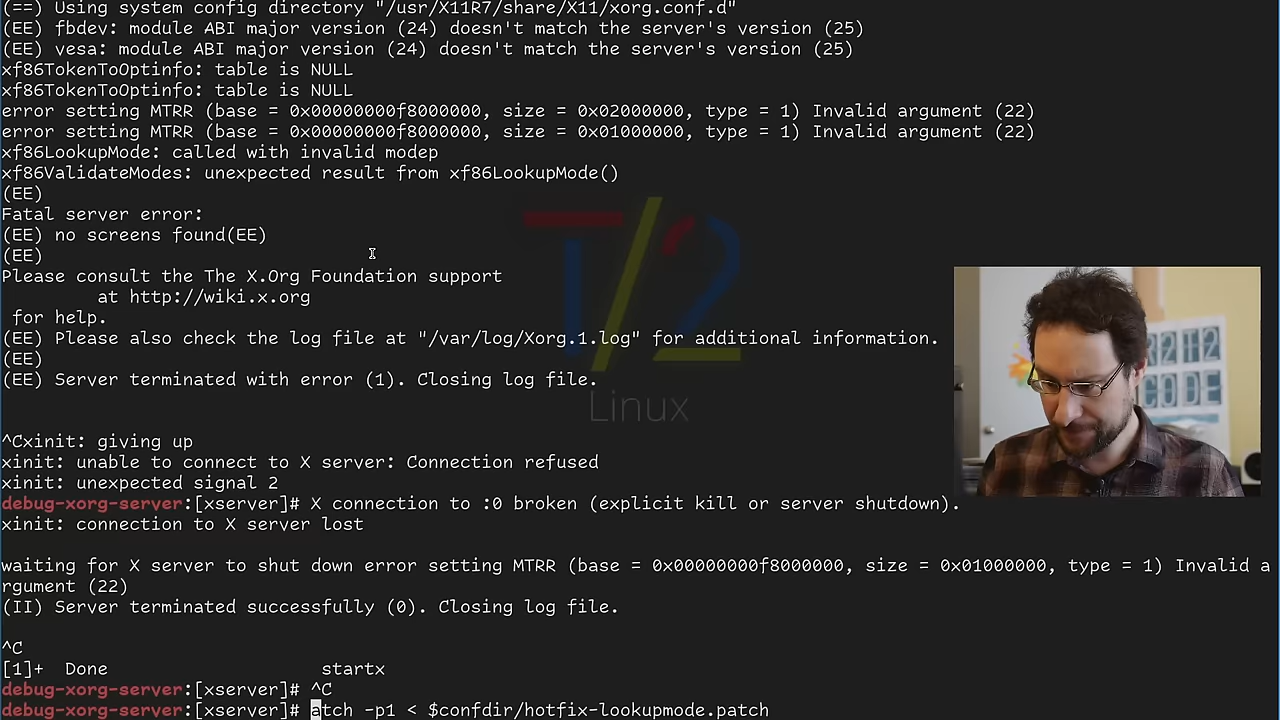 (==) Using system config directory "/usr/X11R7/share/X11/xorg.conf.d"
(EE) fbdev: module ABI major version (24) doesn't match the server's version (25)
(EE) vesa: module ABI major version (24) doesn't match the server's version (25)
xf86TokenToOptinfo: table is NULL
xf86TokenToOptinfo: table is NULL
error setting MTRR (base = 0x00000000f8000000, size = 0x02000000, type = 1) Invalid argument (22)
error setting MTRR (base = 0x00000000f8000000, size = 0x01000000, type = 1) Invalid argument (22)
xf86LookupMode: called with invalid modep
xf86ValidateModes: unexpected result from xf86LookupMode()
(EE)
Fatal server error:
(EE) no screens found(EE)
(EE)
Please consult the The X.Org Foundation support
at http://wiki.x.org
for help.
(EE) Please also check the log file at "/var/log/Xorg.1.log" for additional information.
(EE)
(EE) Server terminated with error (1). Closing log file.
^Cxinit: giving up
xinit: unable to connect to X server: Connection refused
xinit: unexpected signal 2
debug-xorg-server:[xserver]# X connection to :0 broken (explicit kill or server shutdown).
xinit: connection to X server lost
waiting for X server to shut down error setting MTRR (base = 0x00000000f8000000, size = 0x01000000, type = 1) Invalid a
rgument (22)
(II) Server terminated successfully (0). Closing log file.
^C
[1]+  Done                    startx
debug-xorg-server:[xserver]# ^C
debug-xorg-server:[xserver]# atch -p1 < $confdir/hotfix-lookupmode.patch
T/2
Linux
R2T2
CODE